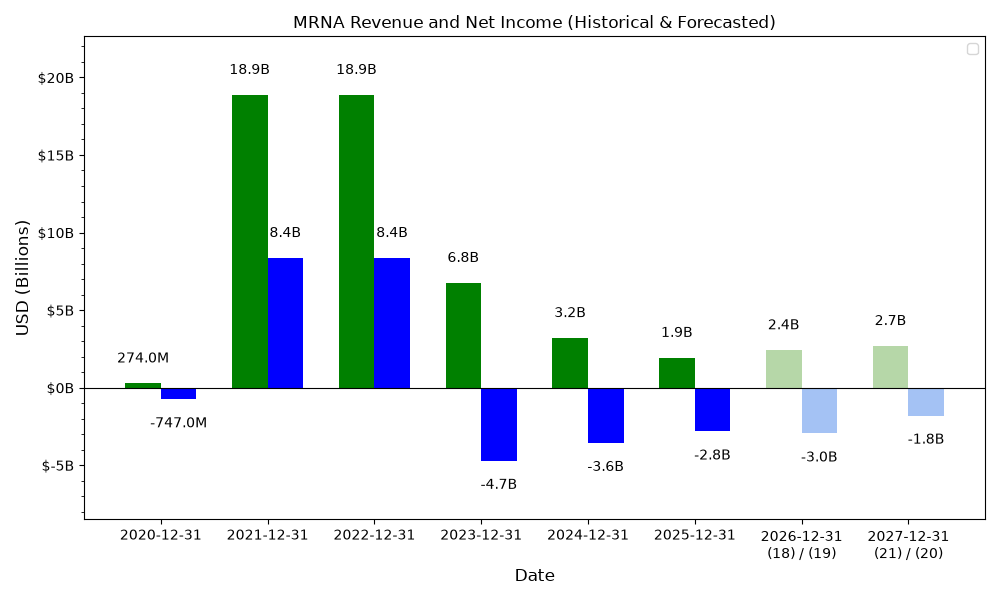 MRNA Revenue and Net Income (Historical & Forecasted)
USD (Billions)
$20B
$15B
$10B
$5B
$0B
$-5B
274.0M
-747.0M
18.9B
8.4B
18.9B
8.4B
6.8B
-4.7B
3.2B
-3.6B
1.9B
-2.8B
2.4B
-3.0B
2.7B
-1.8B
2020-12-31
2021-12-31
2022-12-31
2023-12-31
2024-12-31
2025-12-31
2026-12-31
(18) / (19)
2027-12-31
(21) / (20)
Date